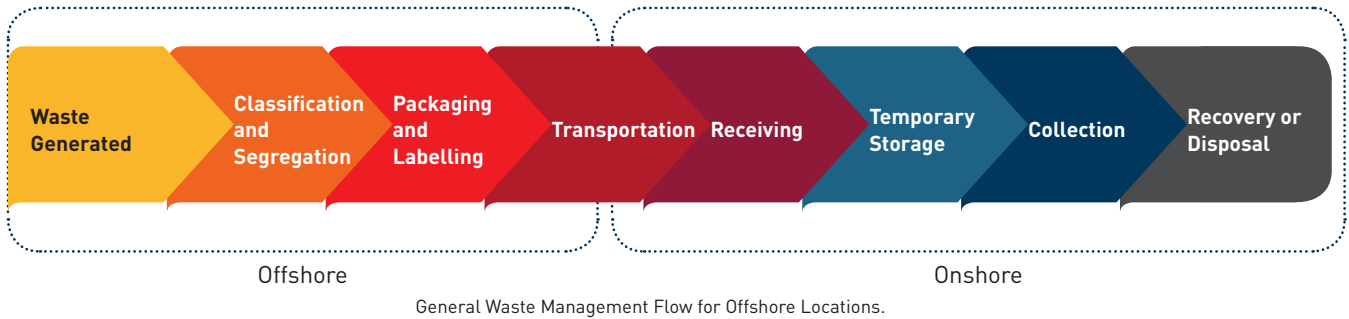 Waste
Generated
Classification
and
Segregation
Packaging
and
Labelling
Transportation
Receiving
Temporary
Storage
Collection
Recovery or
Disposal
Offshore
Onshore
General Waste Management Flow for Offshore Locations.